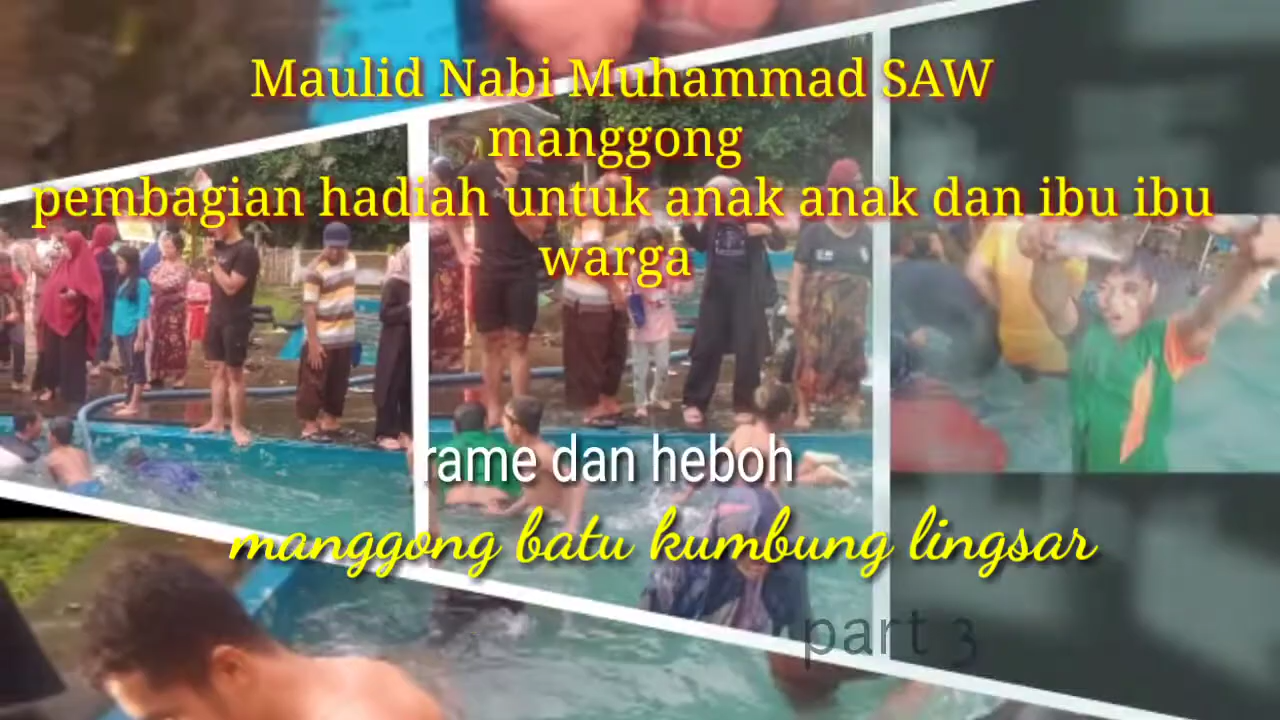 Maulid Nabi Muhammad SAW
manggong
pembagian hadiah untuk anak anak dan ibu ibu
warga
rame dan heboh
manggong batu kumbung lingsar
part 3